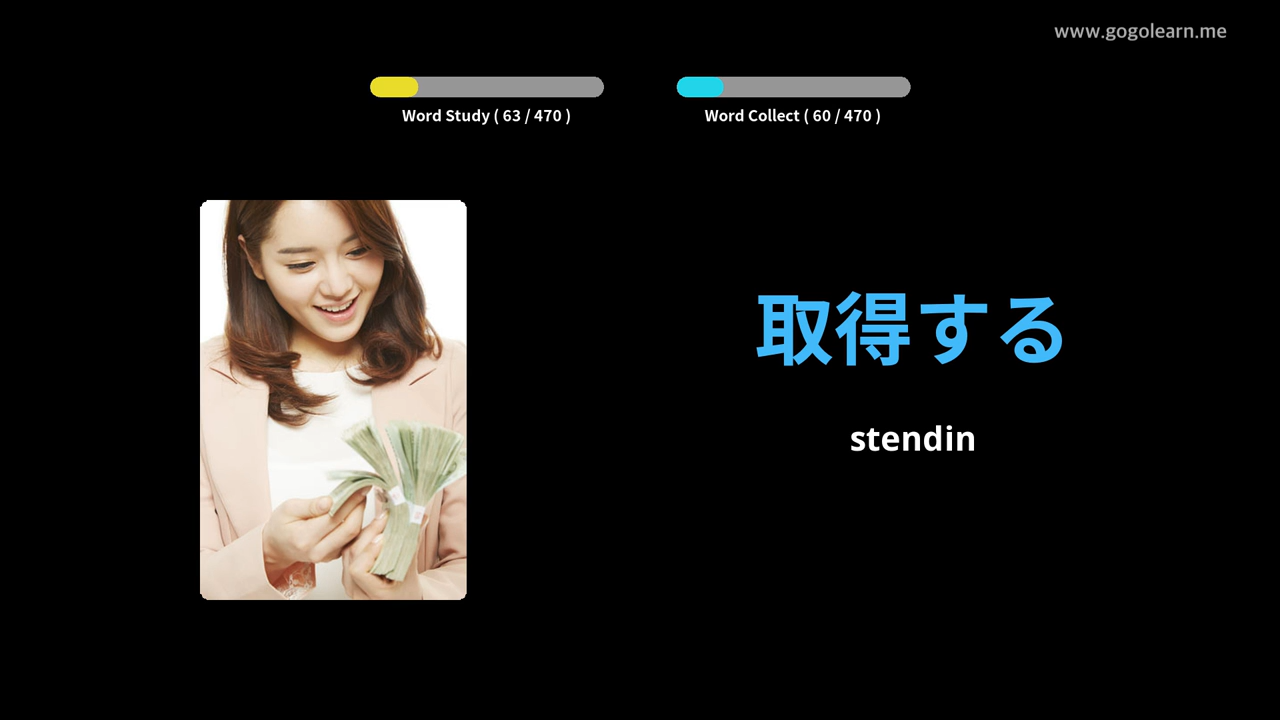 www.gogolearn.me
Word Study ( 63 / 470 )
Word Collect ( 60 / 470 )
取得する
stendin